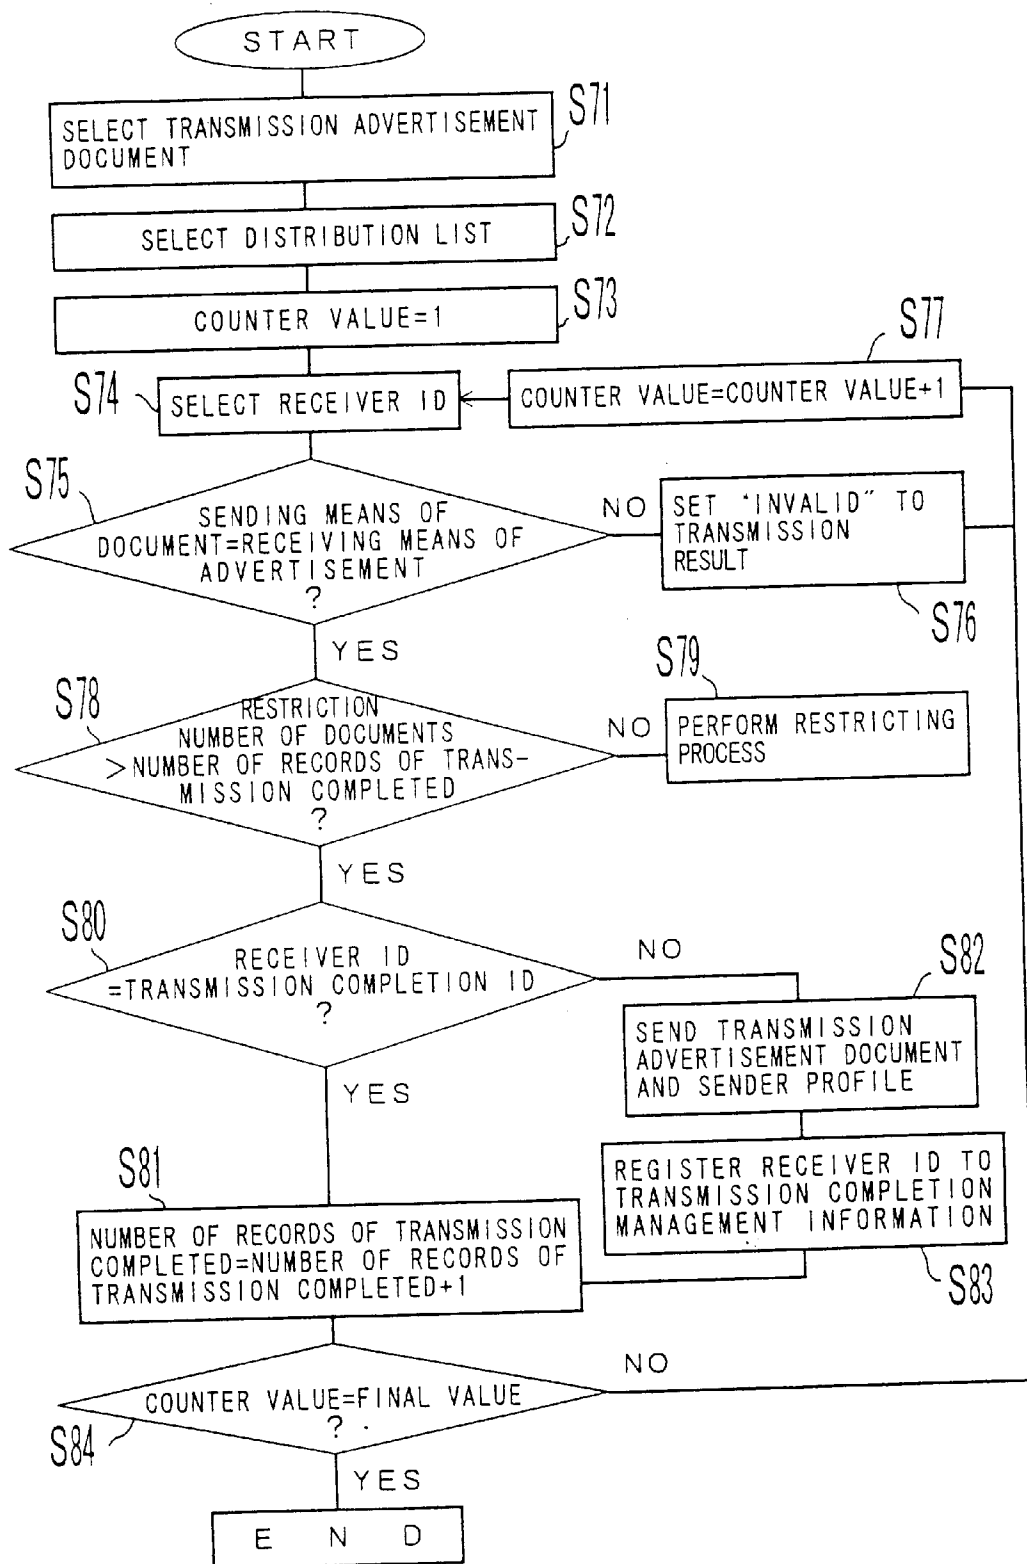 START
S71
SELECT TRANSMISSION ADVERTISEMENT
DOCUMENT
S72
SELECT DISTRIBUTION LIST
S73
COUNTER VALUE=1
S77
S74
SELECT RECEIVER ID
COUNTER VALUE=COUNTER VALUE+1
S75
SENDING MEANS OF
DOCUMENT=RECEIVING MEANS OF
ADVERTISEMENT
?
NO
SET "INVALID" TO
TRANSMISSION
RESULT
S76
YES
S79
S78
RESTRICTION
NUMBER OF DOCUMENTS
>NUMBER OF RECORDS OF TRANS-
MISSION COMPLETED
?
NO
PERFORM RESTRICTING
PROCESS
YES
S80
RECEIVER ID
=TRANSMISSION COMPLETION ID
?
NO
S82
SEND TRANSMISSION
ADVERTISEMENT DOCUMENT
AND SENDER PROFILE
YES
S81
REGISTER RECEIVER ID TO
TRANSMISSION COMPLETION
MANAGEMENT INFORMATION
S83
NUMBER OF RECORDS OF TRANSMISSION
COMPLETED=NUMBER OF RECORDS OF
TRANSMISSION COMPLETED+1
COUNTER VALUE=FINAL VALUE
?
NO
S84
YES
END